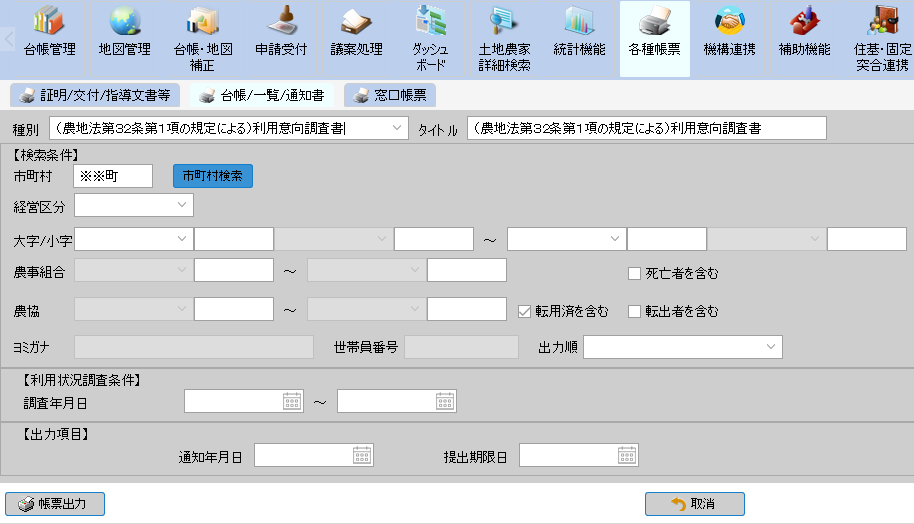 台帳管理 地図管理 台帳・地図補正 申請受付 議案処理 ダッシュボード 土地農家詳細検索 統計機能 各種帳票 機構連携 補助機能 住基・固定突合連携
証明/交付/指導文書等 台帳/一覧/通知書 窓口帳票
種別 (農地法第32条第1項の規定による)利用意向調査書 タイトル (農地法第32条第1項の規定による)利用意向調査書
【検索条件】
市町村 ※※町 市町村検索
経営区分
大字/小字 ～
農事組合 ～ 死亡者を含む
農協 ～ 転用済を含む 転出者を含む
ヨミガナ 世帯員番号 出力順
【利用状況調査条件】
調査年月日 ～
【出力項目】
通知年月日 提出期限日
帳票出力 取消